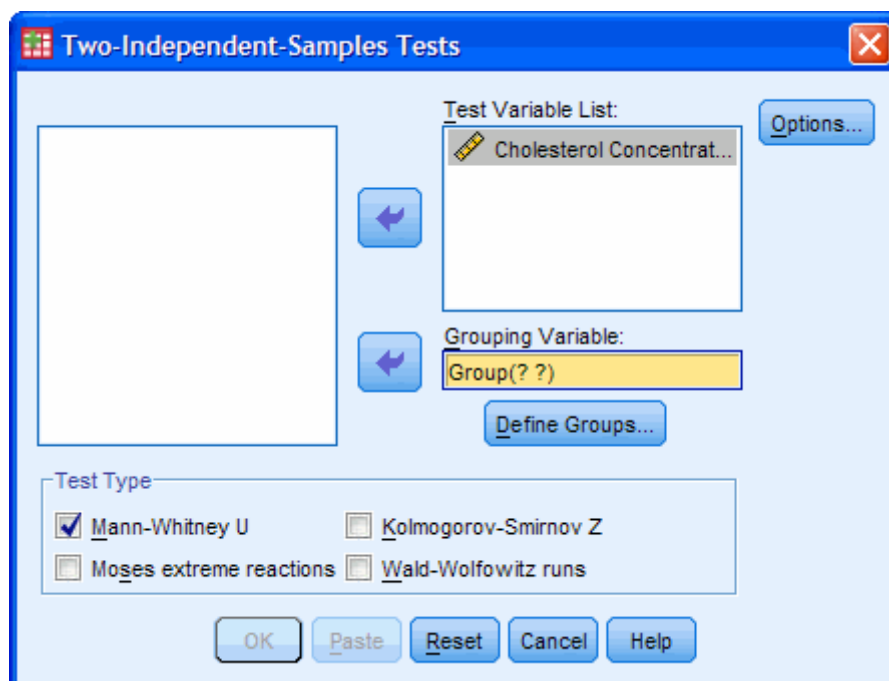 Two-Independent-Samples Tests
Test Variable List:
Cholesterol Concentrat...
Options...
Grouping Variable:
Group(? ?)
Define Groups...
Test Type
Mann-Whitney U
Kolmogorov-Smirnov Z
Moses extreme reactions
Wald-Wolfowitz runs
OK
Paste
Reset
Cancel
Help